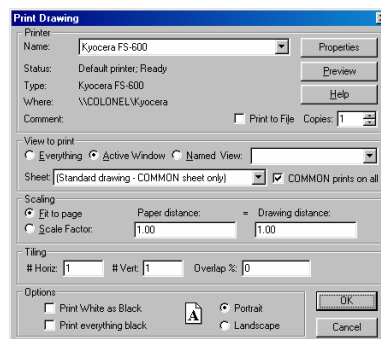 Print Drawing
Printer
Name: Kyocera FS-600 Properties
Status: Default printer; Ready Preview
Type: Kyocera FS-600
Where: \\COLONEL\Kyocera Help
Comment: Print to File Copies: 1
View to print
Everything Active Window Named View:
Sheet: (Standard drawing - COMMON sheet only) COMMON prints on all
Scaling
Fit to page Paper distance: = Drawing distance:
Scale Factor: 1.00 1.00
Tiling
# Horiz: 1 # Vert: 1 Overlap %: 0
Options
Print White as Black A Portrait OK
Print everything black Landscape Cancel